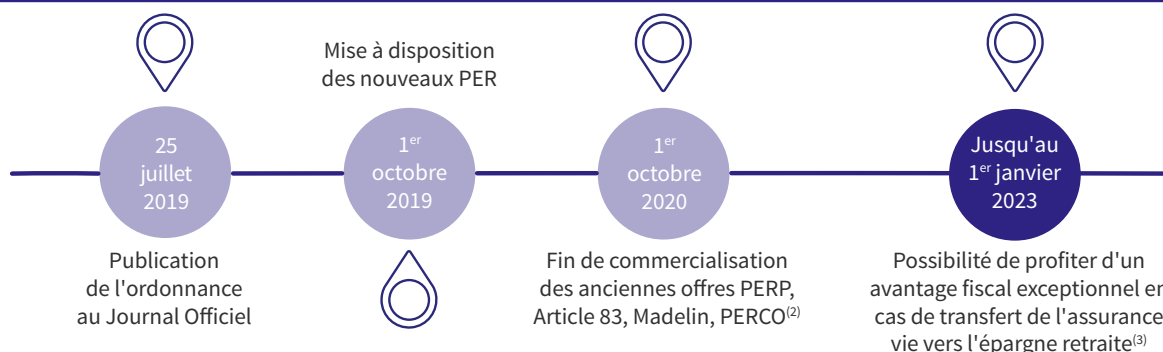 25
juillet
2019
Publication
de l'ordonnance
au Journal Officiel
Mise à disposition
des nouveaux PER
1er
octobre
2019
1er
octobre
2020
Fin de commercialisation
des anciennes offres PERP,
Article 83, Madelin, PERCO(2)
Jusqu'au
1er janvier
2023
Possibilité de profiter d'un
avantage fiscal exceptionnel en
cas de transfert de l'assurance
vie vers l'épargne retraite(3)